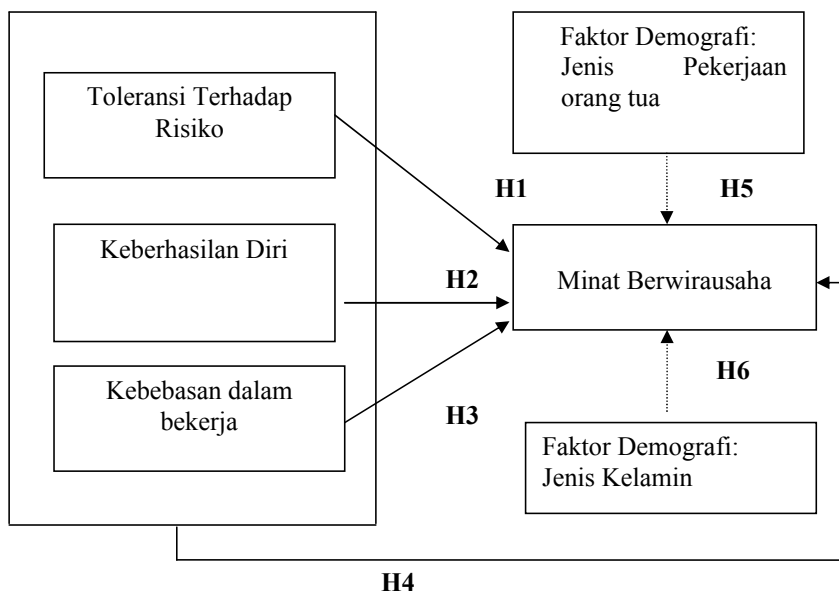 Toleransi Terhadap
Risiko
Keberhasilan Diri
Kebebasan dalam
bekerja
H1
H2
H3
Faktor Demografi:
Jenis Pekerjaan
orang tua
H5
Minat Berwirausaha
H6
Faktor Demografi:
Jenis Kelamin
H4